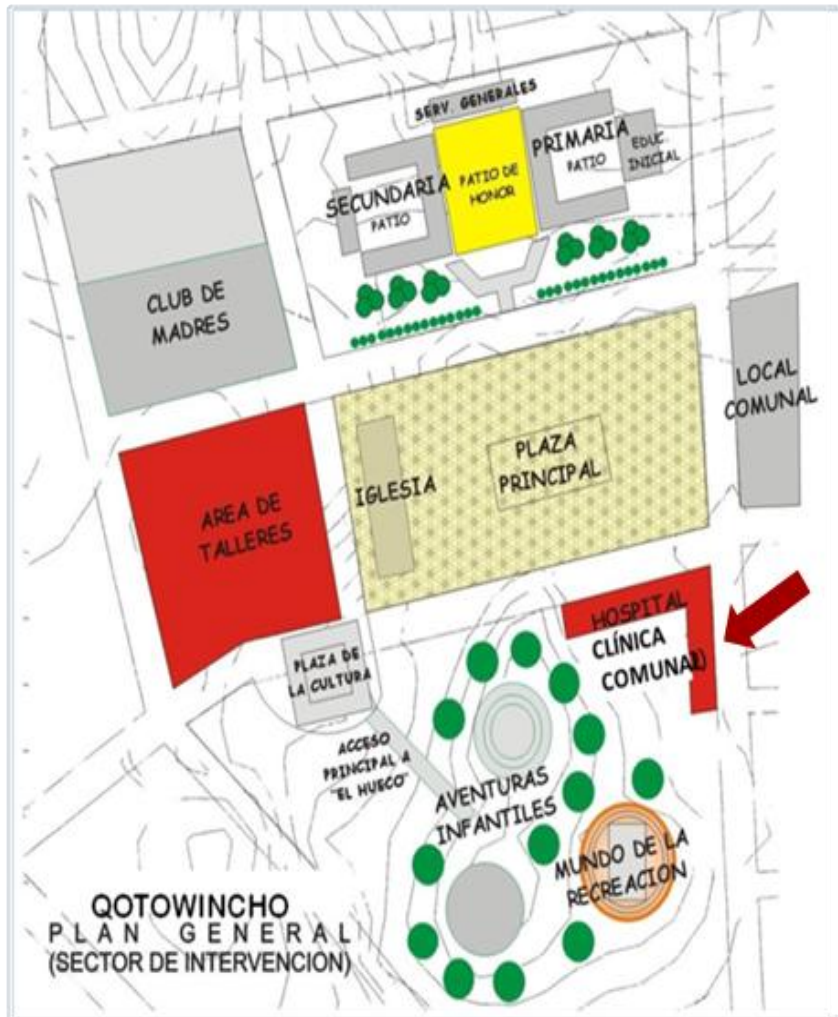 SERV. GENERALES
PRIMARIA
PATIO
EDUC.
INICIAL
SECUNDARIA
PATIO
PATIO DE
HONOR
CLUB DE
MADRES
LOCAL
COMUNAL
PLAZA
PRINCIPAL
IGLESIA
AREA DE
TALLERES
HOSPITAL
CLÍNICA
COMUNAL)
PLAZA DE
LA CULTURA
ACCESO
PRINCIPAL A
"EL HUECO"
AVENTURAS
INFANTILES
MUNDO DE LA
RECREACION
QOTOWINCHO
PLAN GENERAL
(SECTOR DE INTERVENCION)